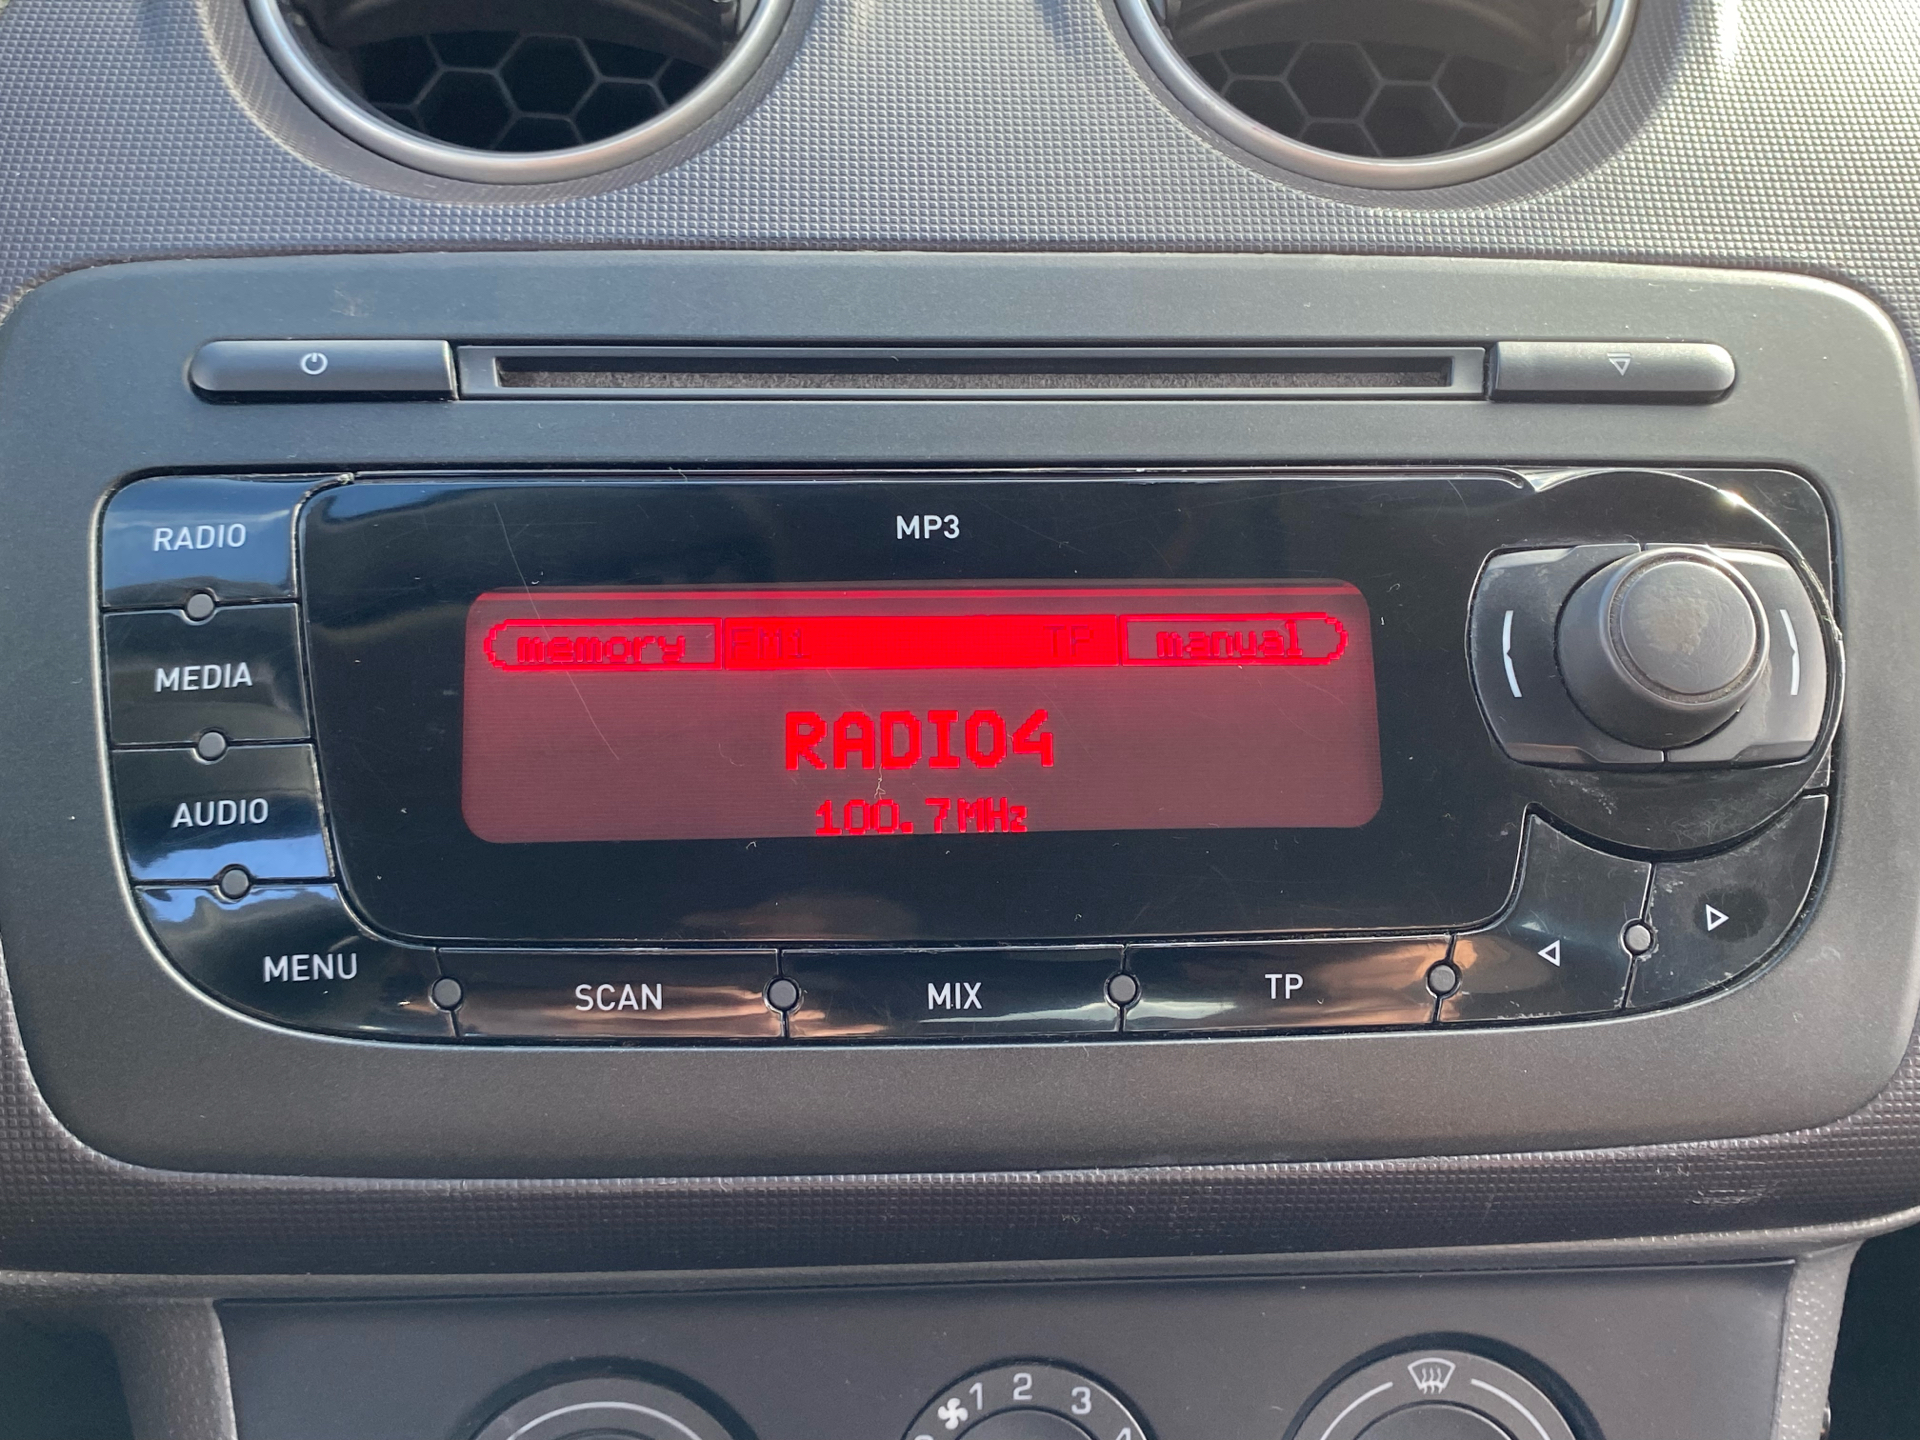 MP3
RADIO
memory FM1 TP manual
MEDIA
RADIO4
AUDIO
100.7MHz
MENU SCAN MIX TP
1 2 3